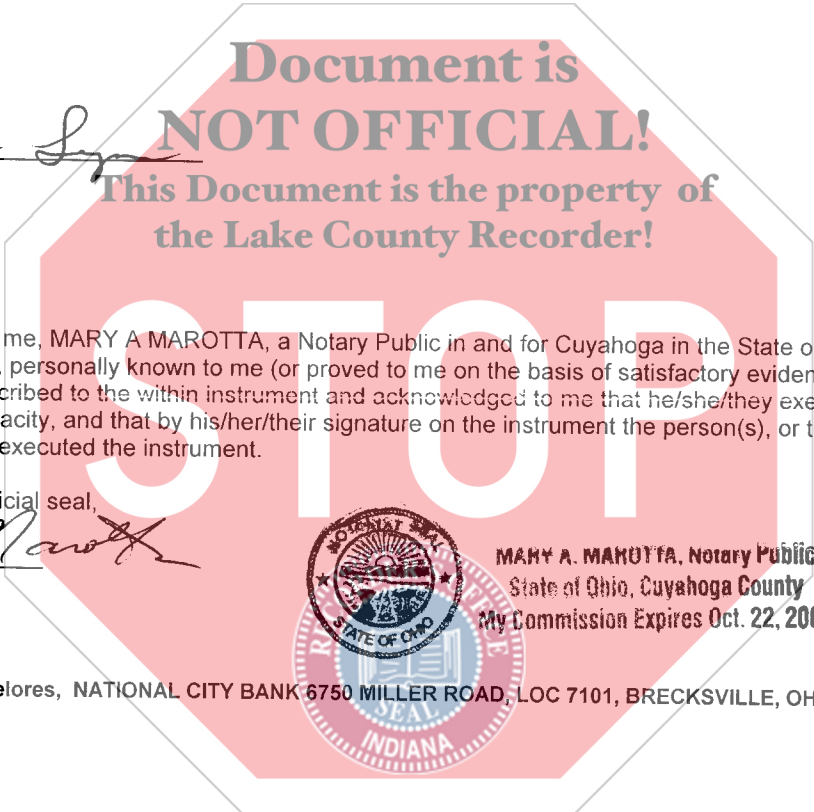 Document is
NOT OFFICIAL!
This Document is the property of
the Lake County Recorder!
me, MARY A MAROTTA, a Notary Public in and for Cuyahoga in the State o
, personally known to me (or proved to me on the basis of satisfactory eviden
cribed to the within instrument and acknowledged to me that he/she/they exe
acity, and that by his/her/their signature on the instrument the person(s), or t
executed the instrument.
STOP
icial seal,
NOTARIAL SEAL
STATE OF OHIO
MARY A. MAROTTA, Notary Public
State of Ohio, Cuyahoga County
My Commission Expires Oct. 22, 200
elores, NATIONAL CITY BANK 6750 MILLER ROAD, LOC 7101, BRECKSVILLE, OH
SEAL
INDIANA